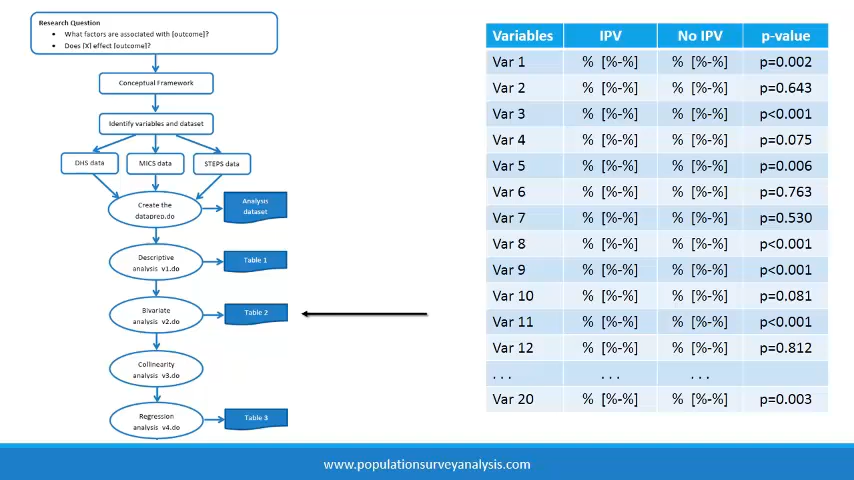 Research Question
• What factors are associated with [outcome]?
• Does [X] effect [outcome]?
Conceptual Framework
Identify variables and dataset
DHS data
MICS data
STEPS data
Create the
dataprep.do
Analysis
dataset
Descriptive
analysis v1.do
Table 1
Bivariate
analysis v2.do
Table 2
Collinearity
analysis v3.do
Regression
analysis v4.do
Table 3
Variables IPV No IPV p-value
Var 1 % [%-%] % [%-%] p=0.002
Var 2 % [%-%] % [%-%] p=0.643
Var 3 % [%-%] % [%-%] p<0.001
Var 4 % [%-%] % [%-%] p=0.075
Var 5 % [%-%] % [%-%] p=0.006
Var 6 % [%-%] % [%-%] p=0.763
Var 7 % [%-%] % [%-%] p=0.530
Var 8 % [%-%] % [%-%] p<0.001
Var 9 % [%-%] % [%-%] p<0.001
Var 10 % [%-%] % [%-%] p=0.081
Var 11 % [%-%] % [%-%] p<0.001
Var 12 % [%-%] % [%-%] p=0.812
. . . . . . . . .
Var 20 % [%-%] % [%-%] p=0.003
www.populationsurveyanalysis.com